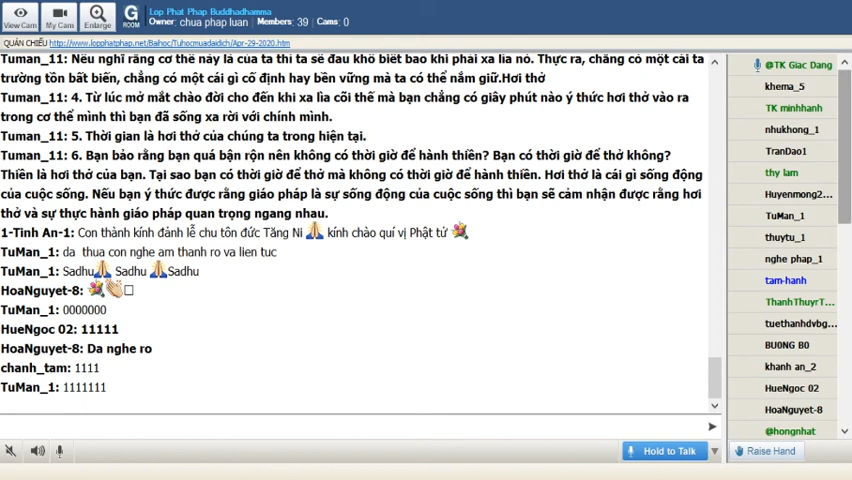 View Cam
My Cam
Enlarge
G
ROOM
Lop Phat Phap Buddhadhamma
Owner: chua phap luan  Members: 39  Cams: 0
QUÁN CHIẾU http://www.lopphatphap.net/Baihoc/Tuhocmuadaidich/Apr-29-2020.htm
Tuman_11: Nếu nghĩ rằng cơ thể này là của ta thì ta sẽ đau khổ biết bao khi phải xa lìa nó. Thực ra, chẳng có một cái ta
trường tồn bất biến, chẳng có một cái gì cố định hay bền vững mà ta có thể nắm giữ.Hơi thở
Tuman_11: 4. Từ lúc mở mắt chào đời cho đến khi xa lìa cõi thế mà bạn chẳng có giây phút nào ý thức hơi thở vào ra
trong cơ thể mình thì bạn đã sống xa rời với chính mình.
Tuman_11: 5. Thời gian là hơi thở của chúng ta trong hiện tại.
Tuman_11: 6. Bạn bảo rằng bạn quá bận rộn nên không có thời giờ để hành thiền? Bạn có thời giờ để thở không?
Thiền là hơi thở của bạn. Tại sao bạn có thời giờ để thở mà không có thời giờ để hành thiền. Hơi thở là cái gì sống động
của cuộc sống. Nếu bạn ý thức được rằng giáo pháp là sự sống động của cuộc sống thì bạn sẽ cảm nhận được rằng hơi
thở và sự thực hành giáo pháp quan trọng ngang nhau.
1-Tinh An-1: Con thành kính đảnh lễ chư tôn đức Tăng Ni 🙏 kính chào quí vị Phật tử 💐
TuMan_1: da thua con nghe am thanh ro va lien tuc
TuMan_1: Sadhu🙏 Sadhu 🙏Sadhu
HoaNguyet-8: 💐👏□
TuMan_1: 0000000
HueNgoc 02: 11111
HoaNguyet-8: Da nghe ro
chanh_tam: 1111
TuMan_1: 1111111
Hold to Talk
@TK Giac Dang
khema_5
TK minhhanh
nhukhong_1
TranDao1
thy lam
Huyenmong2...
TuMan_1
thuytu_1
nghe phap_1
tam-hanh
ThanhThuyrT...
tuethanhdvbg...
BU0NG B0
khanh an_2
HueNgoc 02
HoaNguyet-8
@hongnhat
Raise Hand